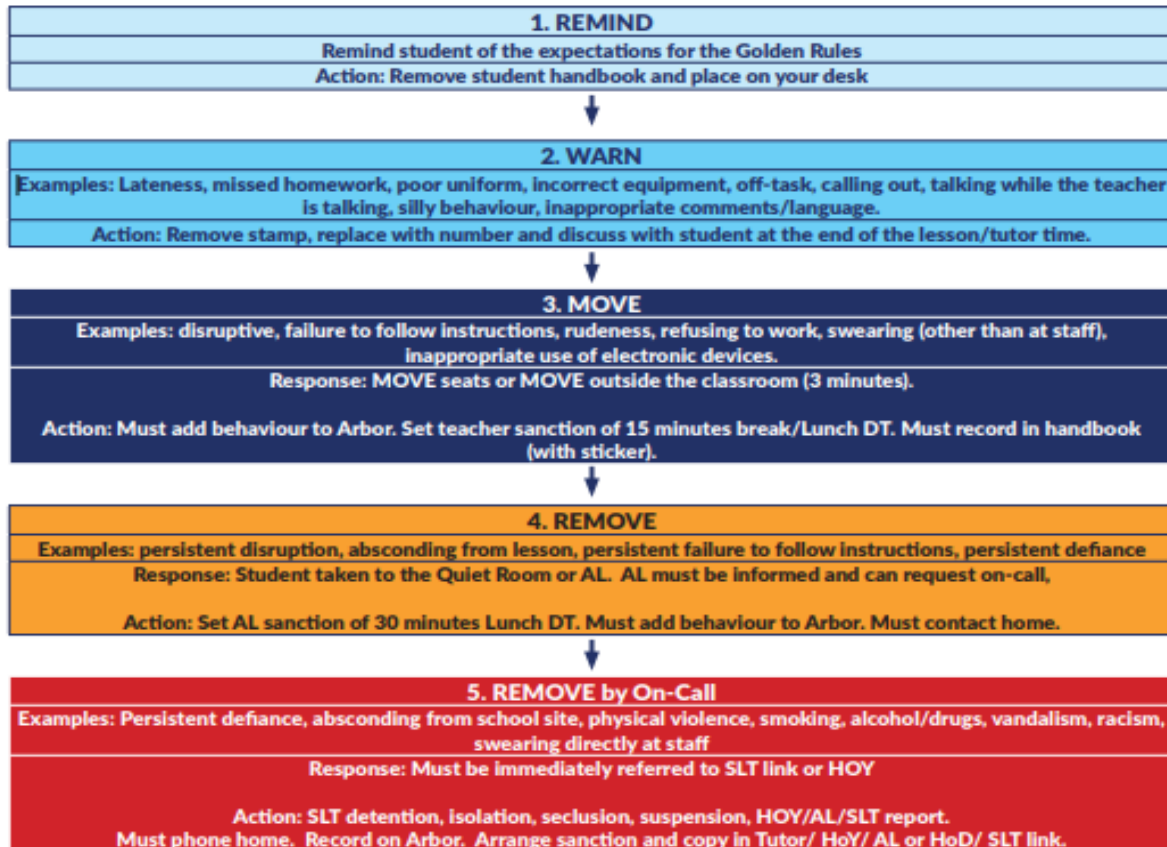 1. REMIND
Remind student of the expectations for the Golden Rules
Action: Remove student handbook and place on your desk
2. WARN
Examples: Lateness, missed homework, poor uniform, incorrect equipment, off-task, calling out, talking while the teacher
is talking, silly behaviour, inappropriate comments/language.
Action: Remove stamp, replace with number and discuss with student at the end of the lesson/tutor time.
3. MOVE
Examples: disruptive, failure to follow instructions, rudeness, refusing to work, swearing (other than at staff),
inappropriate use of electronic devices.
Response: MOVE seats or MOVE outside the classroom (3 minutes).
Action: Must add behaviour to Arbor. Set teacher sanction of 15 minutes break/Lunch DT. Must record in handbook
(with sticker).
4. REMOVE
Examples: persistent disruption, absconding from lesson, persistent failure to follow instructions, persistent defiance
Response: Student taken to the Quiet Room or AL. AL must be informed and can request on-call,
Action: Set AL sanction of 30 minutes Lunch DT. Must add behaviour to Arbor. Must contact home.
5. REMOVE by On-Call
Examples: Persistent defiance, absconding from school site, physical violence, smoking, alcohol/drugs, vandalism, racism,
swearing directly at staff
Response: Must be immediately referred to SLT link or HOY
Action: SLT detention, isolation, seclusion, suspension, HOY/AL/SLT report.
Must phone home. Record on Arbor. Arrange sanction and copy in Tutor/ HoY/ AL or HoD/ SLT link.